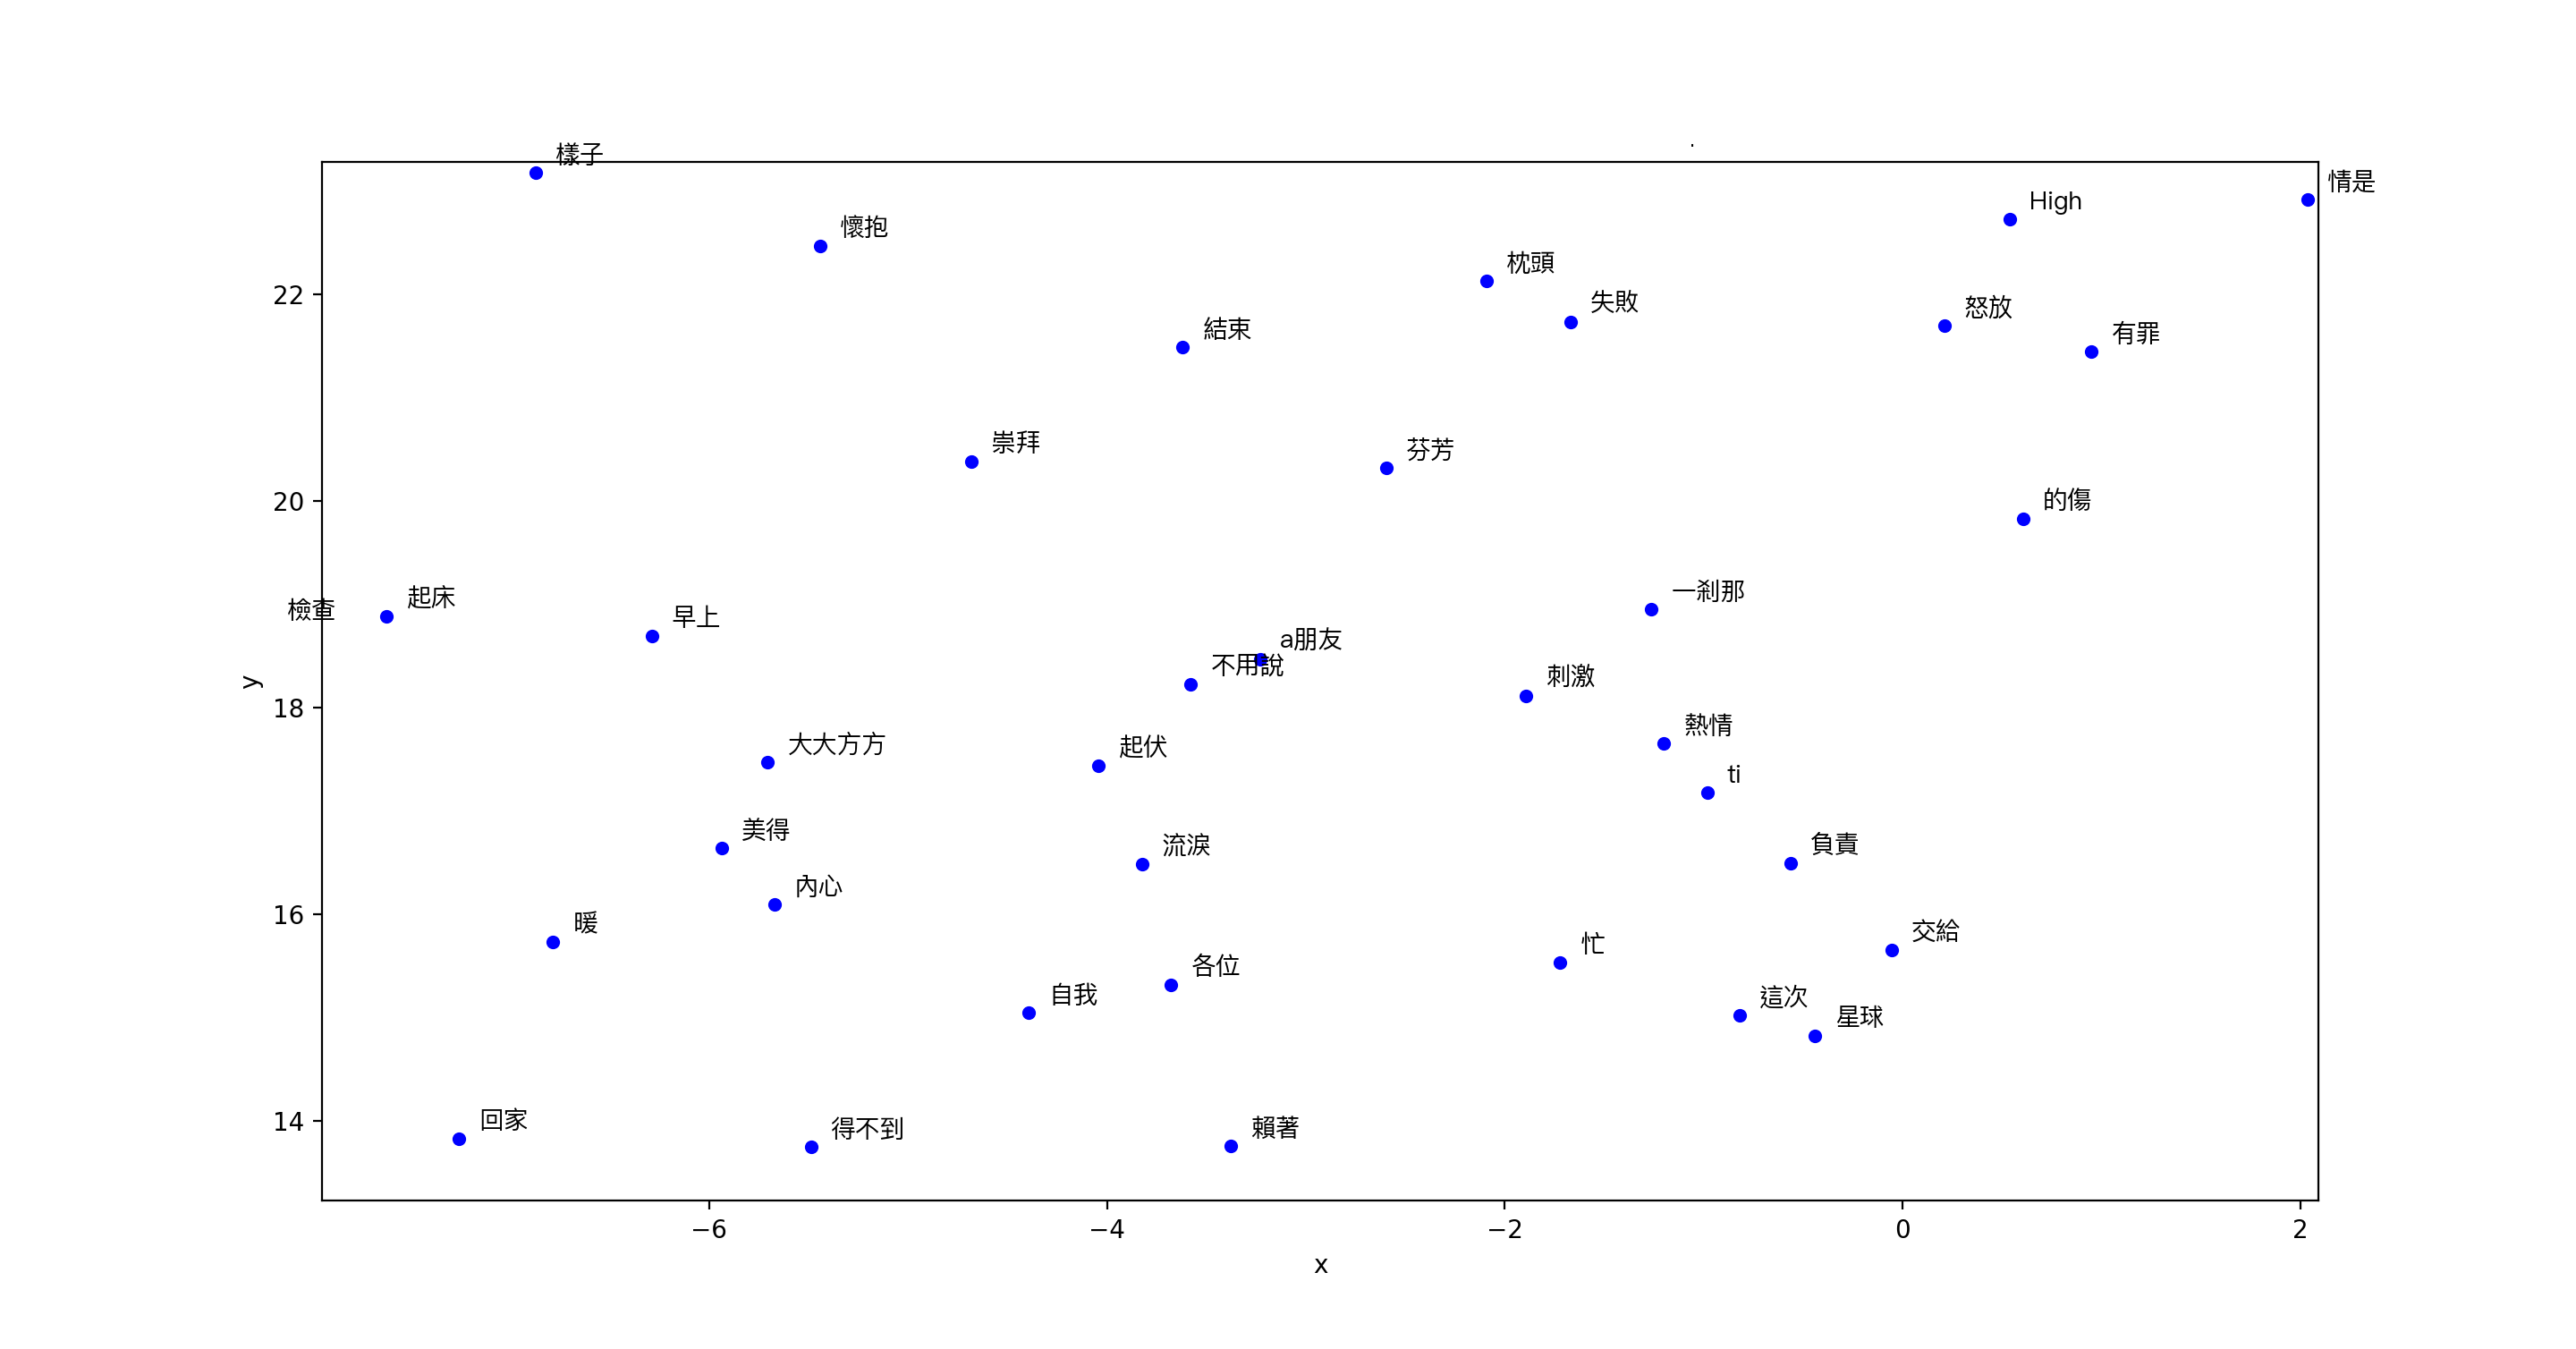 樣子
情是
High
懷抱
枕頭
失敗
怒放
結束
有罪
22
崇拜
芬芳
20
的傷
一剎那
起床
檢查
早上
a朋友
不用說
刺激
y
18
熱情
大大方方
起伏
ti
美得
負責
流淚
內心
16
暖
交給
忙
各位
自我
這次
星球
回家
賴著
得不到
14
−6
−4
−2
0
2
x